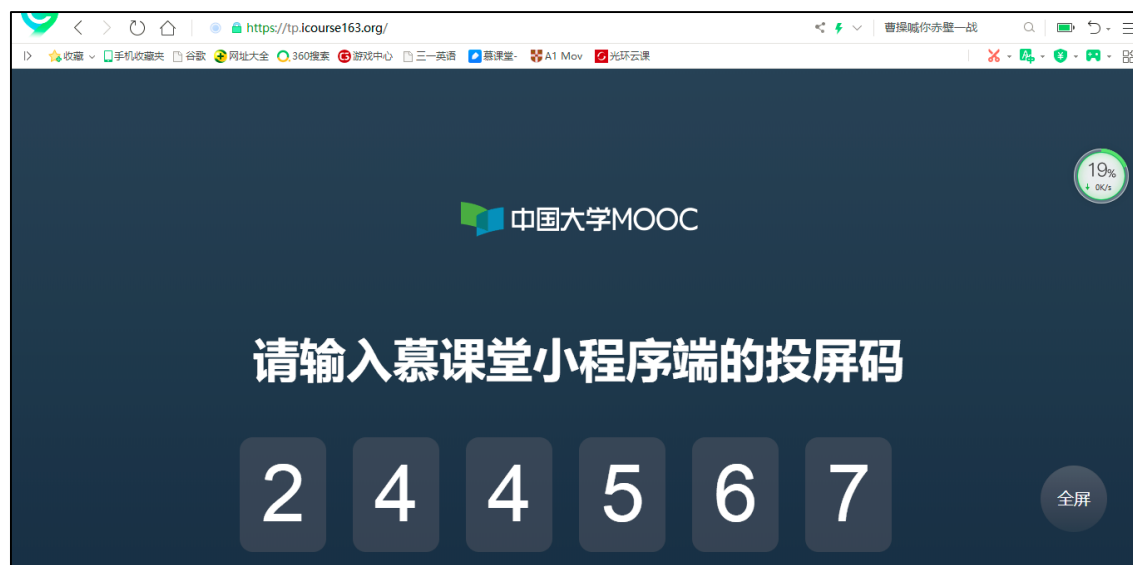 https://tp.icourse163.org/
曹操喊你赤壁一战
收藏 手机收藏夹 谷歌 网址大全 360搜索 游戏中心 三一英语 慕课堂- A1 Mov 光环云课
19%
0K/s
中国大学MOOC
请输入慕课堂小程序端的投屏码
2 4 4 5 6 7
全屏